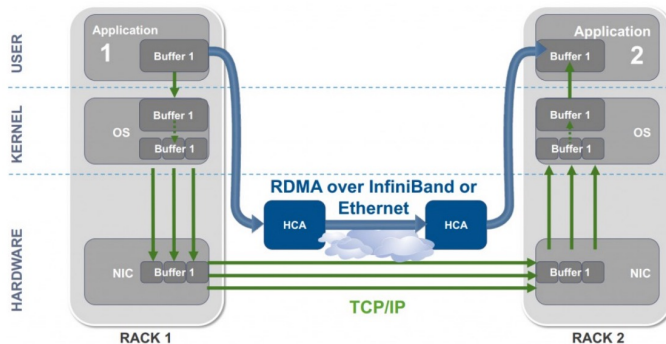 USER
KERNEL
HARDWARE
Application
1
Buffer 1
OS
Buffer 1
Buffer 1
NIC
Buffer 1
RACK 1
RDMA over InfiniBand or
Ethernet
HCA
HCA
TCP/IP
Application
2
Buffer 1
Buffer 1
OS
Buffer 1
Buffer 1
NIC
RACK 2